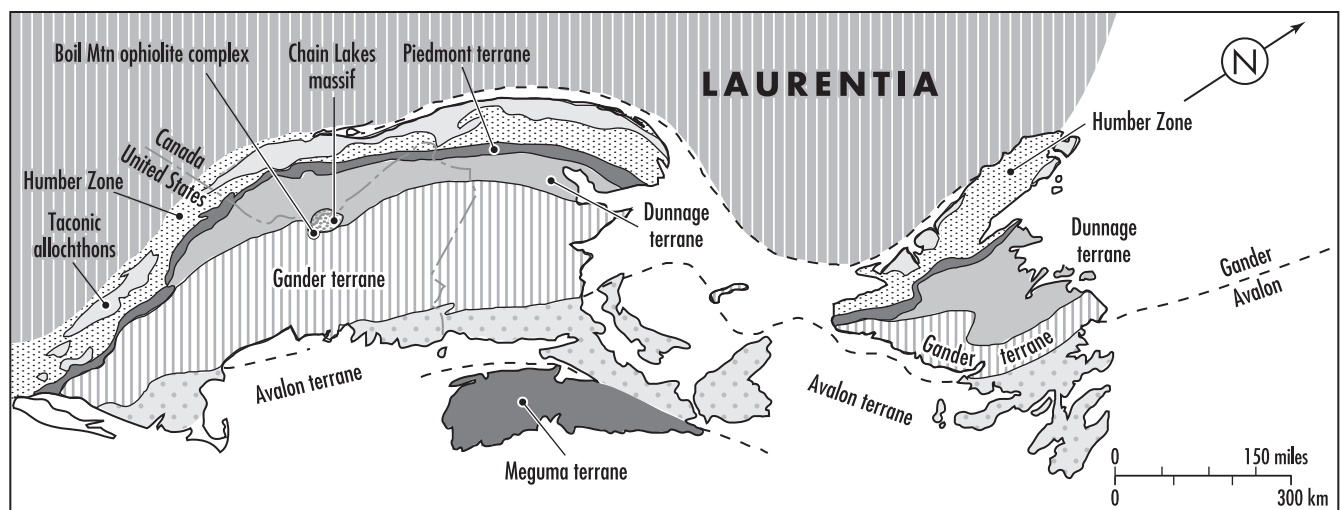 Boil Mtn ophiolite complex
Chain Lakes
massif
Piedmont terrane
LAURENTIA
N
Humber Zone
Canada
United States
Humber Zone
Taconic
allochthons
Dunnage
terrane
Dunnage
terrane
Gander terrane
Gander
Avalon
Gander terrane
Avalon terrane
Avalon terrane
Meguma terrane
0 150 miles
0 300 km